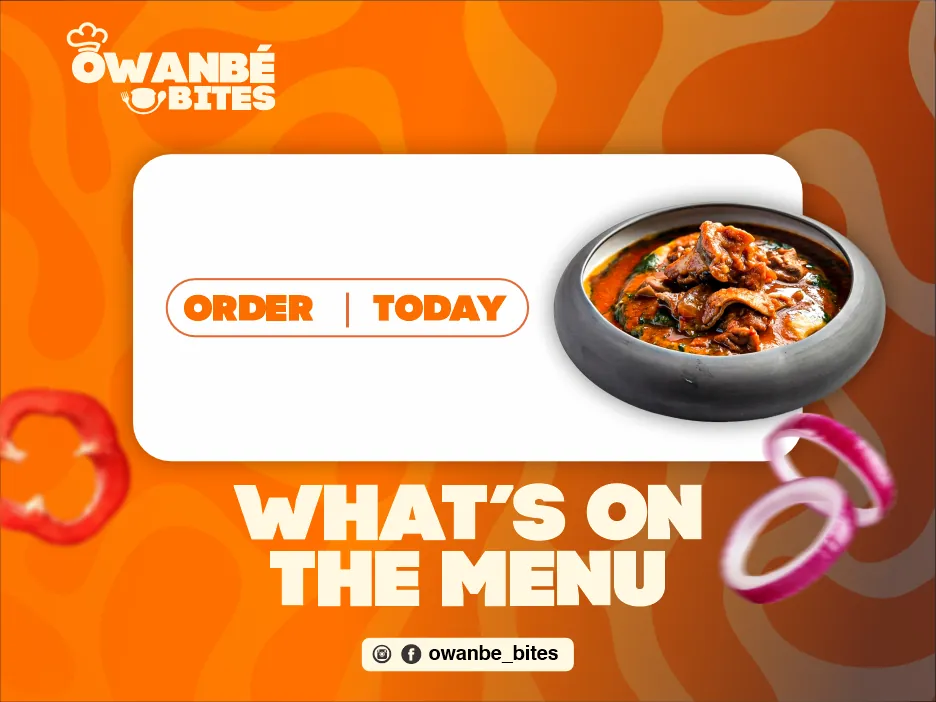 OWANBÉ
BITES
ORDER | TODAY
WHAT'S ON
THE MENU
owanbe_bites